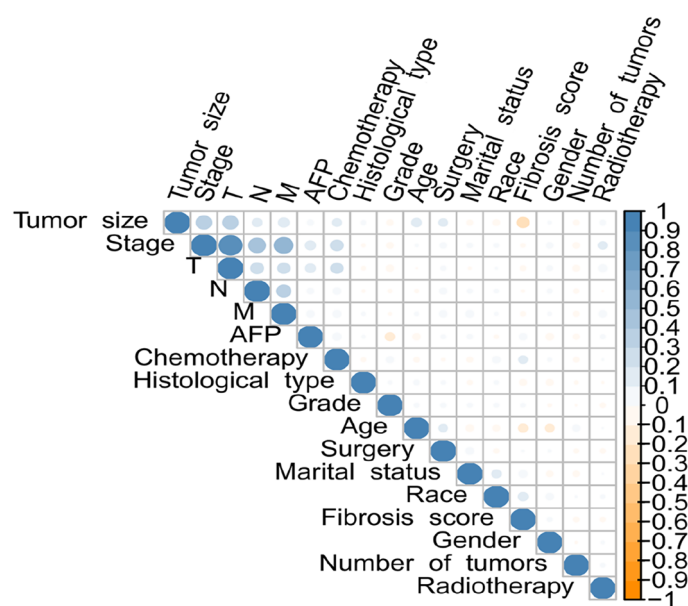 Tumor size
Stage
T
N
M
AFP
Chemotherapy
Histological type
Grade
Age
Surgery
Marital status
Race
Fibrosis score
Gender
Number of tumors
Radiotherapy
Tumor size
Stage
T
N
M
AFP
Chemotherapy
Histological type
Grade
Age
Surgery
Marital status
Race
Fibrosis score
Gender
Number of tumors
Radiotherapy
1
0.9
0.8
0.7
0.6
0.5
0.4
0.3
0.2
0.1
0
-0.1
-0.2
-0.3
-0.4
-0.5
-0.6
-0.7
-0.8
-0.9
-1